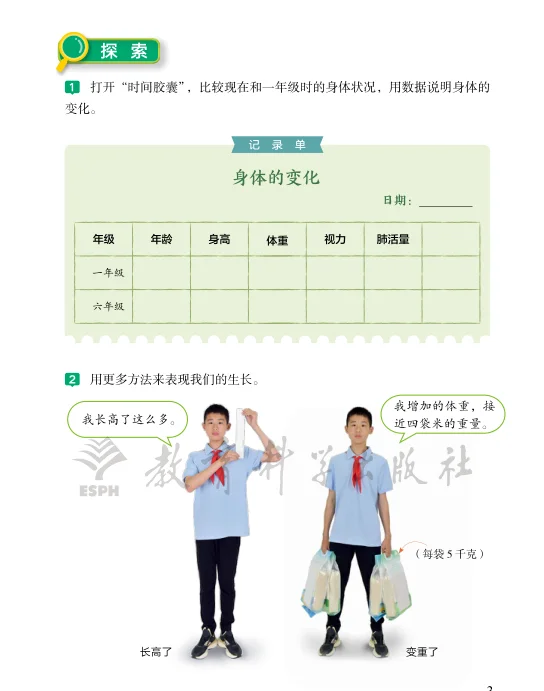 探 索
1 打开“时间胶囊”，比较现在和一年级时的身体状况，用数据说明身体的
变化。
记 录 单
身体的变化
日期：
年级 年龄 身高 体重 视力 肺活量
一年级
六年级
2 用更多方法来表现我们的生长。
我长高了这么多。
我增加的体重，接
近四袋米的重量。
ESPH 教育科学出版社
（每袋 5 千克）
长高了
变重了